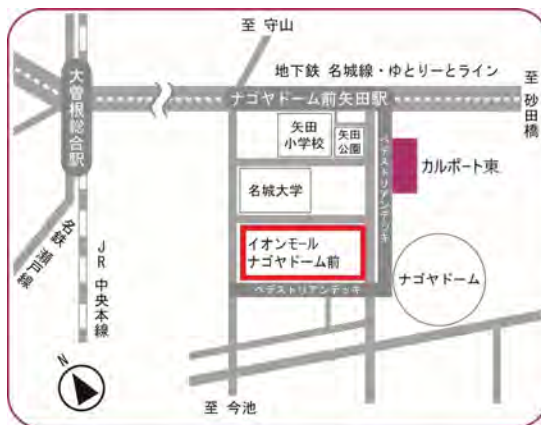 至 守山
地下鉄 名城線・ゆとりーとライン
至 砂田橋
大曽根総合駅
ナゴヤドーム前矢田駅
矢田
小学校
矢田
公園
ペデストリアンデッキ
カルポート東
名城大学
イオンモール
ナゴヤドーム前
ナゴヤドーム
ペデストリアンデッキ
名鉄 瀬戸線
JR 中央本線
N
至 今池